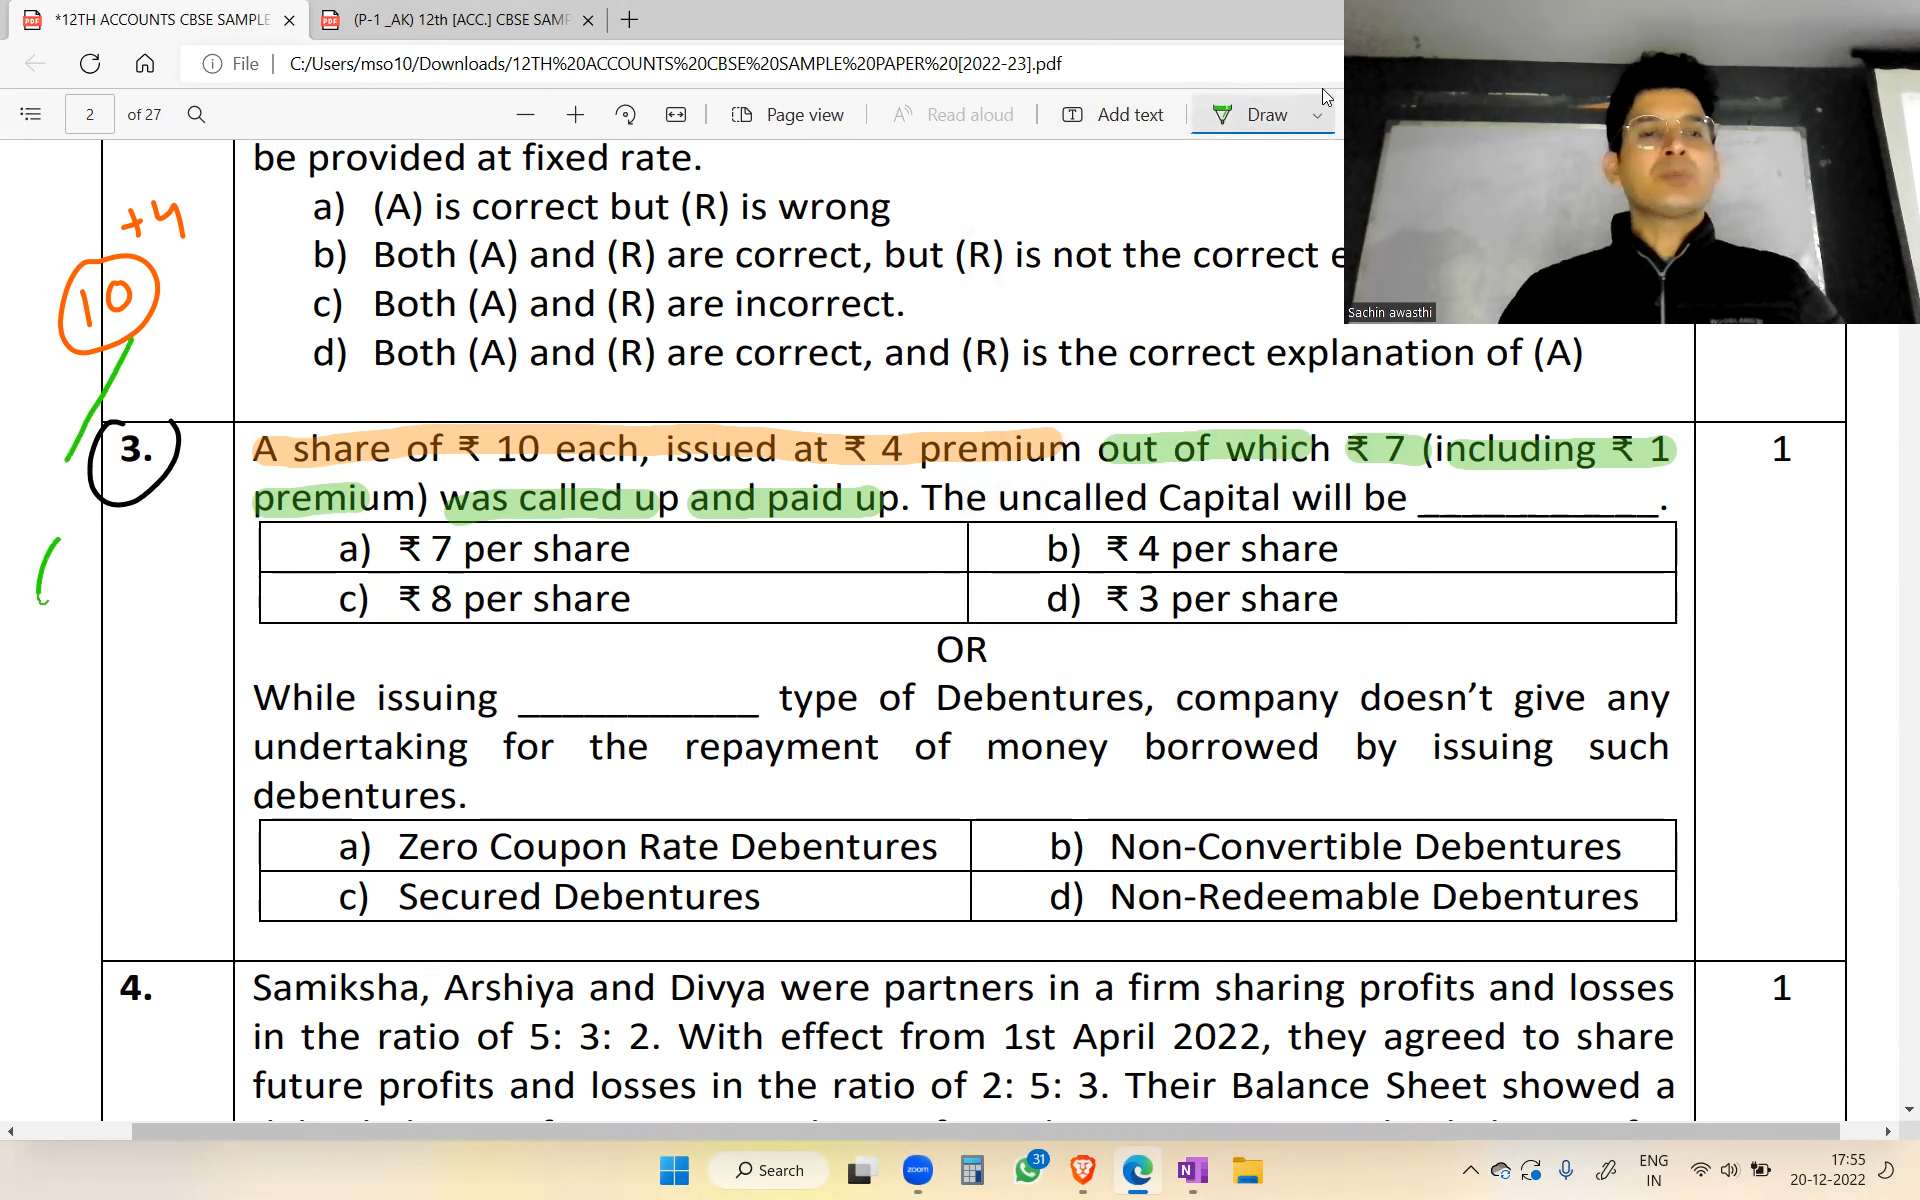 *12TH ACCOUNTS CBSE SAMPLE
(P-1 _AK) 12th [ACC.] CBSE SAMP
File
C:/Users/mso10/Downloads/12TH%20ACCOUNTS%20CBSE%20SAMPLE%20PAPER%20[2022-23].pdf
2 of 27
Page view
Read aloud
Add text
Draw
Sachin awasthi
be provided at fixed rate.
a) (A) is correct but (R) is wrong
b) Both (A) and (R) are correct, but (R) is not the correct e
c) Both (A) and (R) are incorrect.
d) Both (A) and (R) are correct, and (R) is the correct explanation of (A)
+4
10
3. A share of ₹ 10 each, issued at ₹ 4 premium out of which ₹ 7 (including ₹ 1 1
premium) was called up and paid up. The uncalled Capital will be ____________.
a) ₹ 7 per share b) ₹ 4 per share
c) ₹ 8 per share d) ₹ 3 per share
OR
While issuing ____________ type of Debentures, company doesn’t give any
undertaking for the repayment of money borrowed by issuing such
debentures.
a) Zero Coupon Rate Debentures b) Non-Convertible Debentures
c) Secured Debentures d) Non-Redeemable Debentures
4. Samiksha, Arshiya and Divya were partners in a firm sharing profits and losses 1
in the ratio of 5: 3: 2. With effect from 1st April 2022, they agreed to share
future profits and losses in the ratio of 2: 5: 3. Their Balance Sheet showed a
Search
zoom
31
ENG
IN
17:55
20-12-2022